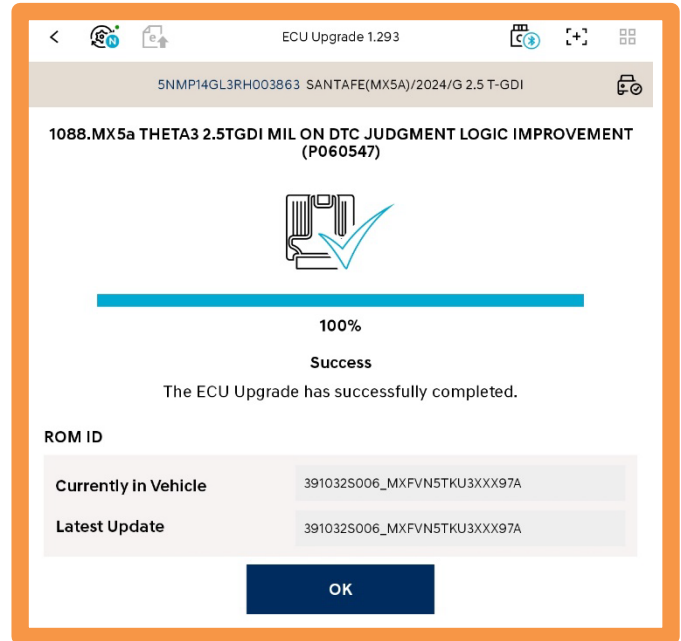 ECU Upgrade 1.293
N
C
[+]
5NMP14GL3RH003863 SANTAFE(MX5A)/2024/G 2.5 T-GDI
1088.MX5a THETA3 2.5TGDI MIL ON DTC JUDGMENT LOGIC IMPROVEMENT
(P060547)
100%
Success
The ECU Upgrade has successfully completed.
ROM ID
Currently in Vehicle 391032S006_MXFVN5TKU3XXX97A
Latest Update 391032S006_MXFVN5TKU3XXX97A
OK